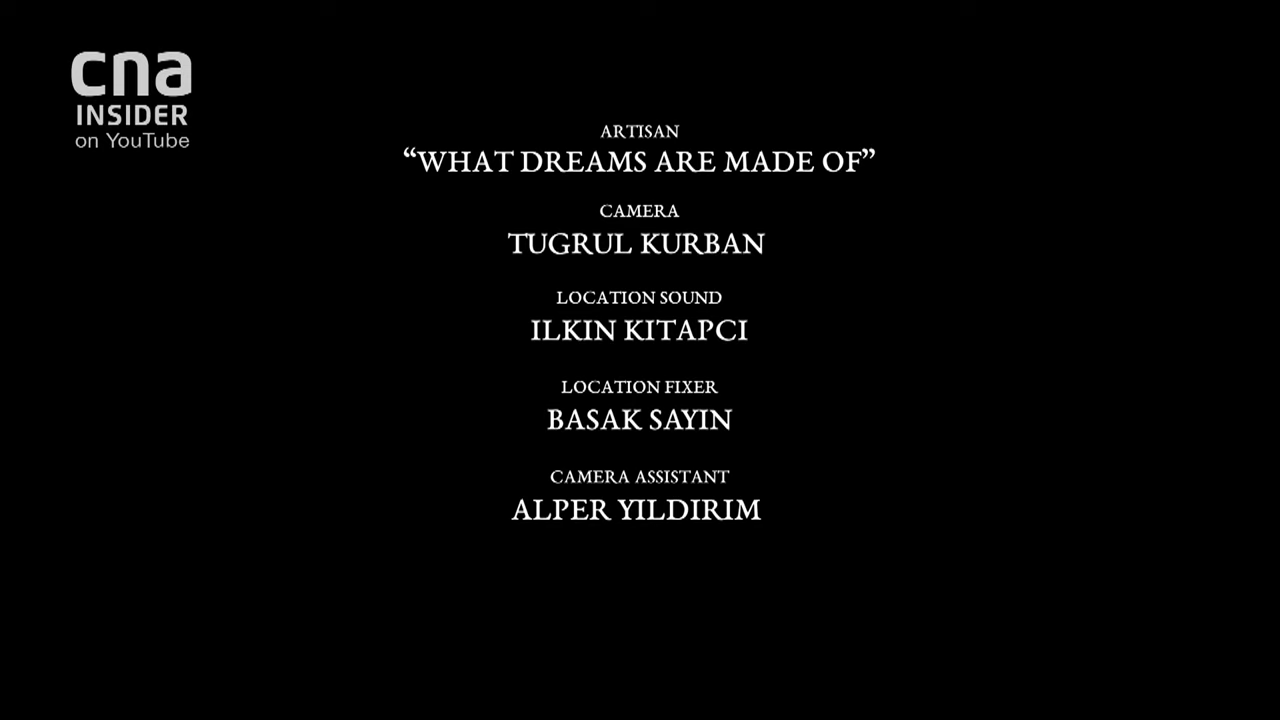 cna
INSIDER
on YouTube
ARTISAN
“WHAT DREAMS ARE MADE OF”
CAMERA
TUGRUL KURBAN
LOCATION SOUND
ILKIN KITAPCI
LOCATION FIXER
BASAK SAYIN
CAMERA ASSISTANT
ALPER YILDIRIM